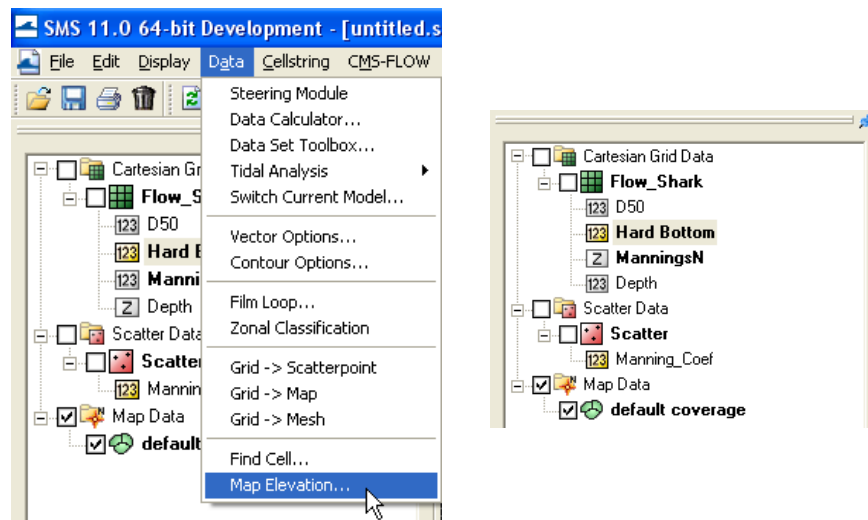 SMS 11.0 64-bit Development - [untitled.s
File Edit Display Data Cellstring CMS-FLOW
Steering Module
Data Calculator...
Data Set Toolbox...
Tidal Analysis
Switch Current Model...
Vector Options...
Contour Options...
Film Loop...
Zonal Classification
Grid -> Scatterpoint
Grid -> Map
Grid -> Mesh
Find Cell...
Map Elevation...
Cartesian Gr
Flow_S
123 D50
123 Hard B
123 Manni
Z Depth
Scatter Data
Scatte
123 Mannin
Map Data
default
Cartesian Grid Data
Flow_Shark
123 D50
123 Hard Bottom
Z ManningsN
123 Depth
Scatter Data
Scatter
123 Manning_Coef
Map Data
default coverage